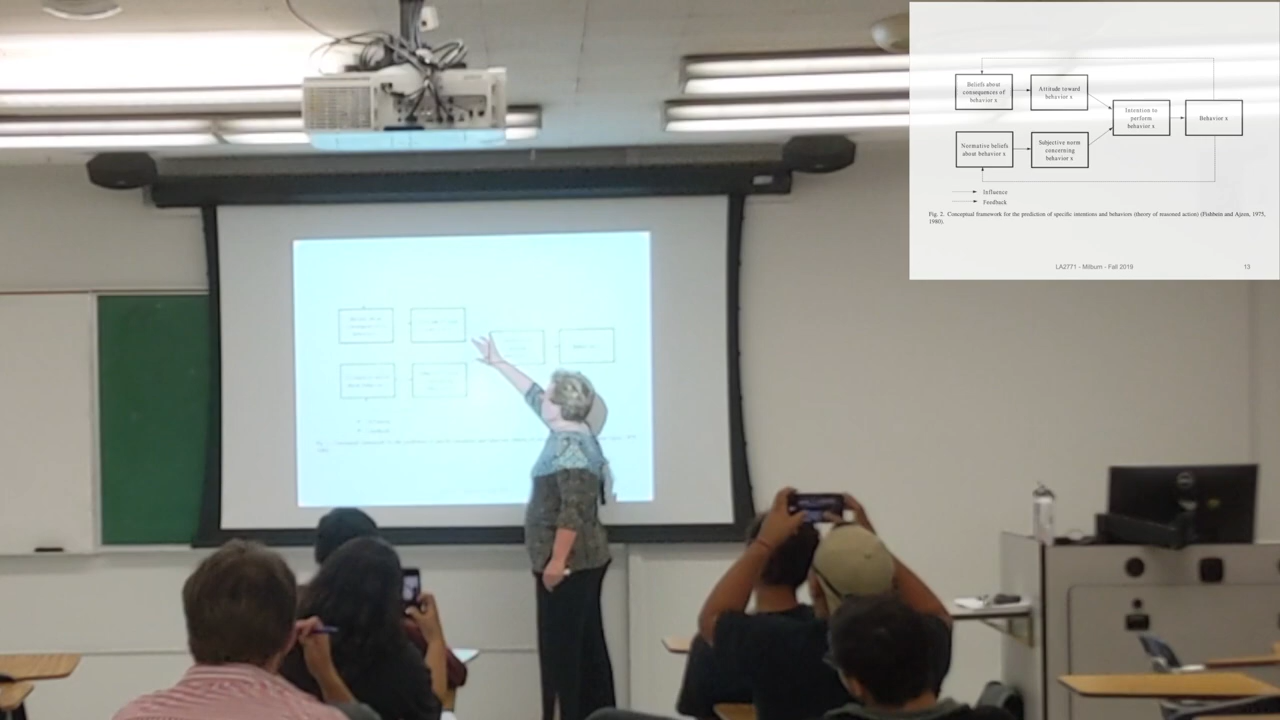 Beliefs about
consequences of
behavior x
Attitude toward
behavior x
Intention to
perform
behavior x
Behavior x
Normative beliefs
about behavior x
Subjective norm
concerning
behavior x
Influence
Feedback
Fig. 2. Conceptual framework for the prediction of specific intentions and behaviors (theory of reasoned action) (Fishbein and Ajzen, 1975,
1980).
LA2771 - Milburn - Fall 2019
13